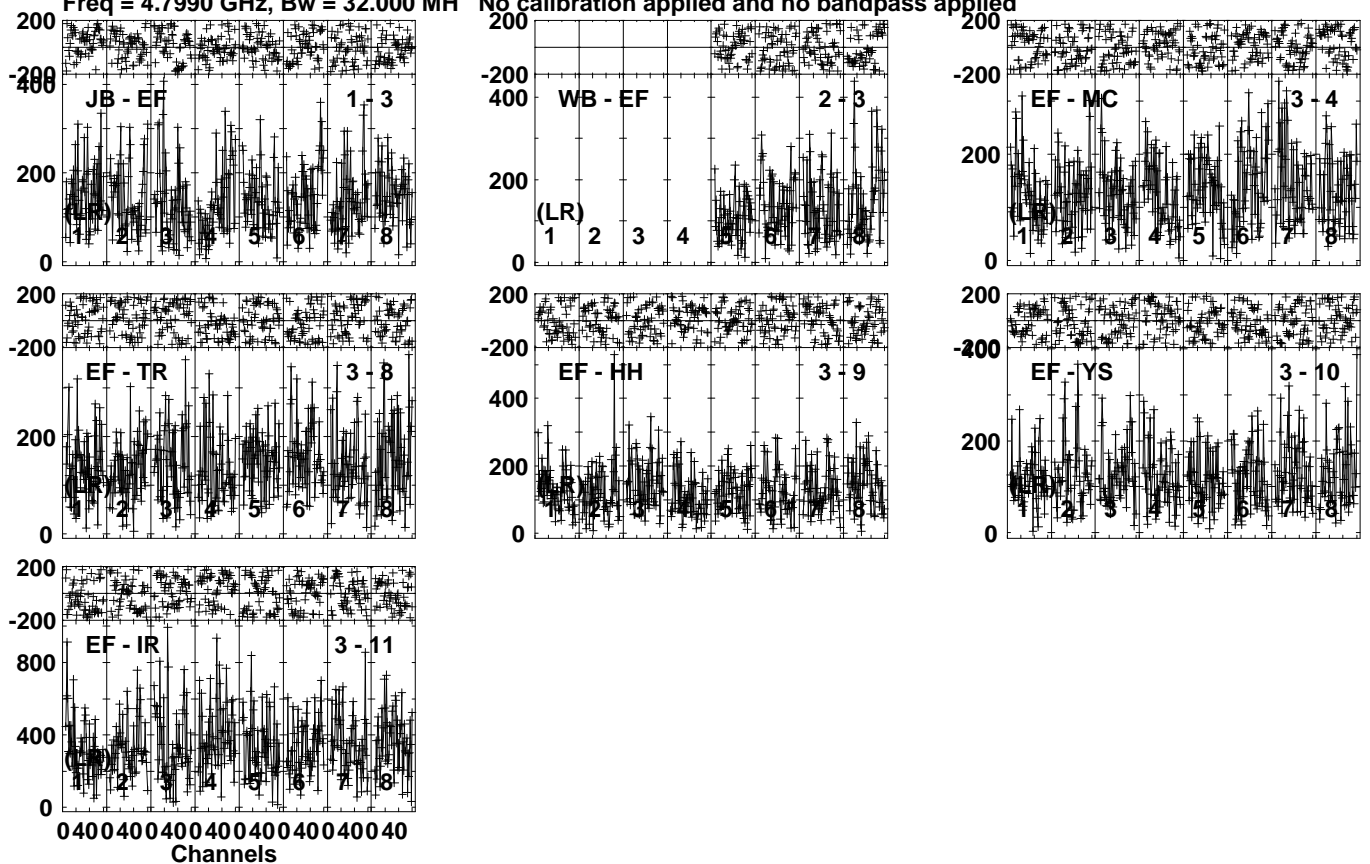 Freq = 4.7990 GHz, Bw = 32.000 MH No calibration applied and no bandpass applied
200
-200
400
200
0
JB - EF 1 - 3
(LR)
1 2 3 4 5 6 7 8
200
-200
400
200
0
WB - EF 2 - 3
(LR)
1 2 3 4 5 6 7 8
200
-200
200
0
EF - MC 3 - 4
(LR)
1 2 3 4 5 6 7 8
200
-200
200
0
EF - TR 3 - 8
(LR)
1 2 3 4 5 6 7 8
200
-200
400
200
0
EF - HH 3 - 9
(LR)
1 2 3 4 5 6 7 8
200
-200
400
200
0
EF - YS 3 - 10
(LR)
1 2 3 4 5 6 7 8
200
-200
800
400
0
EF - IR 3 - 11
(LR)
1 2 3 4 5 6 7 8
0 40 0 40 0 40 0 40 0 40 0 40 0 40 0 40
Channels